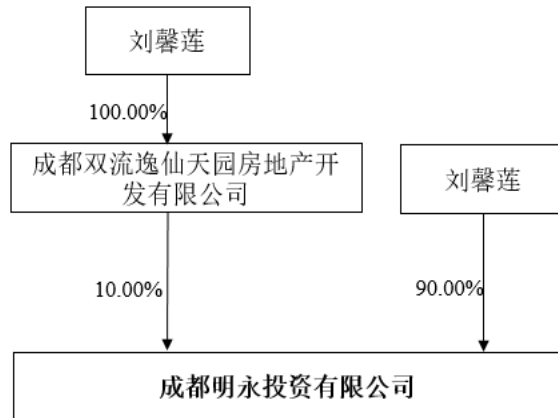 刘馨莲
100.00%
成都双流逸仙天园房地产开
发有限公司
刘馨莲
10.00%
90.00%
成都明永投资有限公司